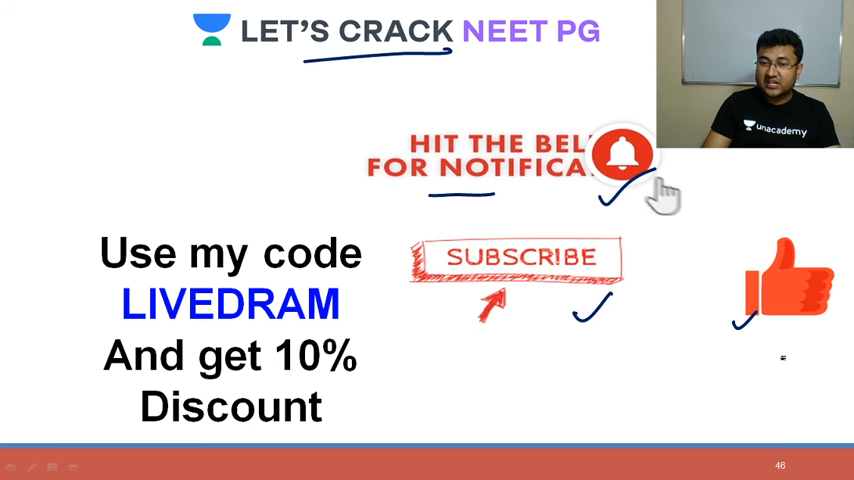 LET'S CRACK NEET PG
unacademy
HIT THE BELL
FOR NOTIFICA
SUBSCRIBE
Use my code
LIVEDRAM
And get 10%
Discount
46